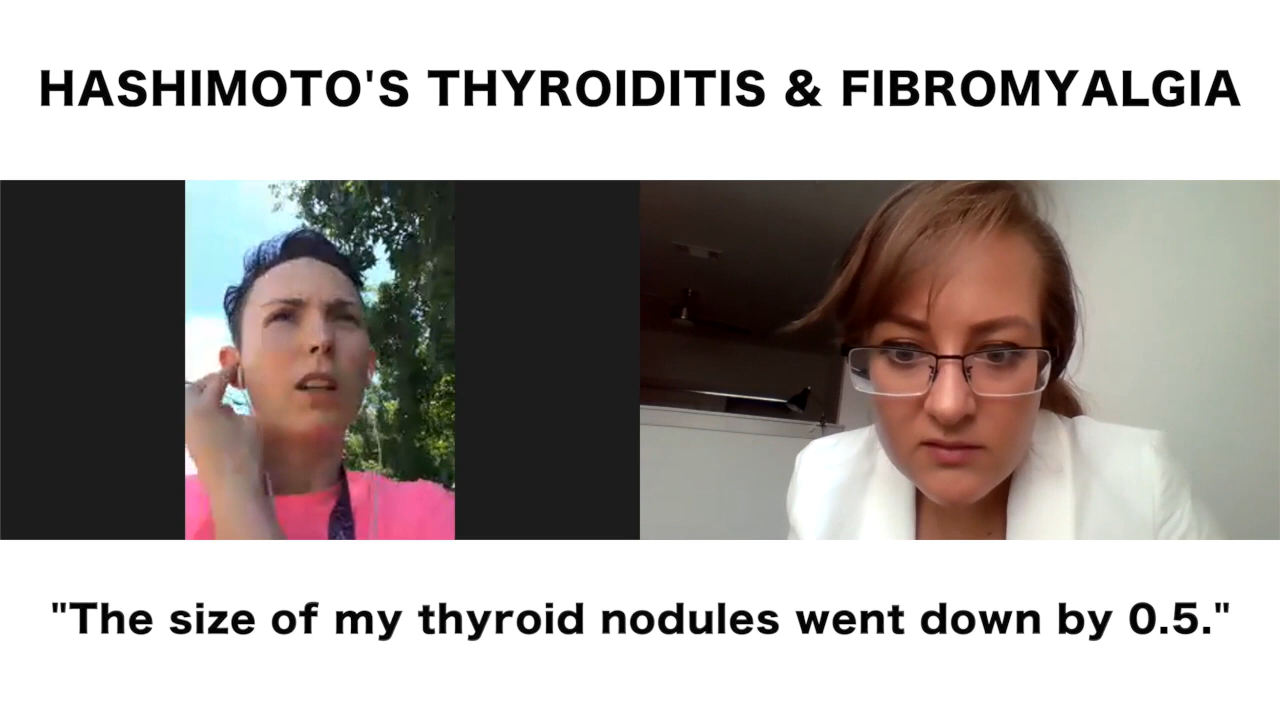 HASHIMOTO'S THYROIDITIS & FIBROMYALGIA
"The size of my thyroid nodules went down by 0.5."